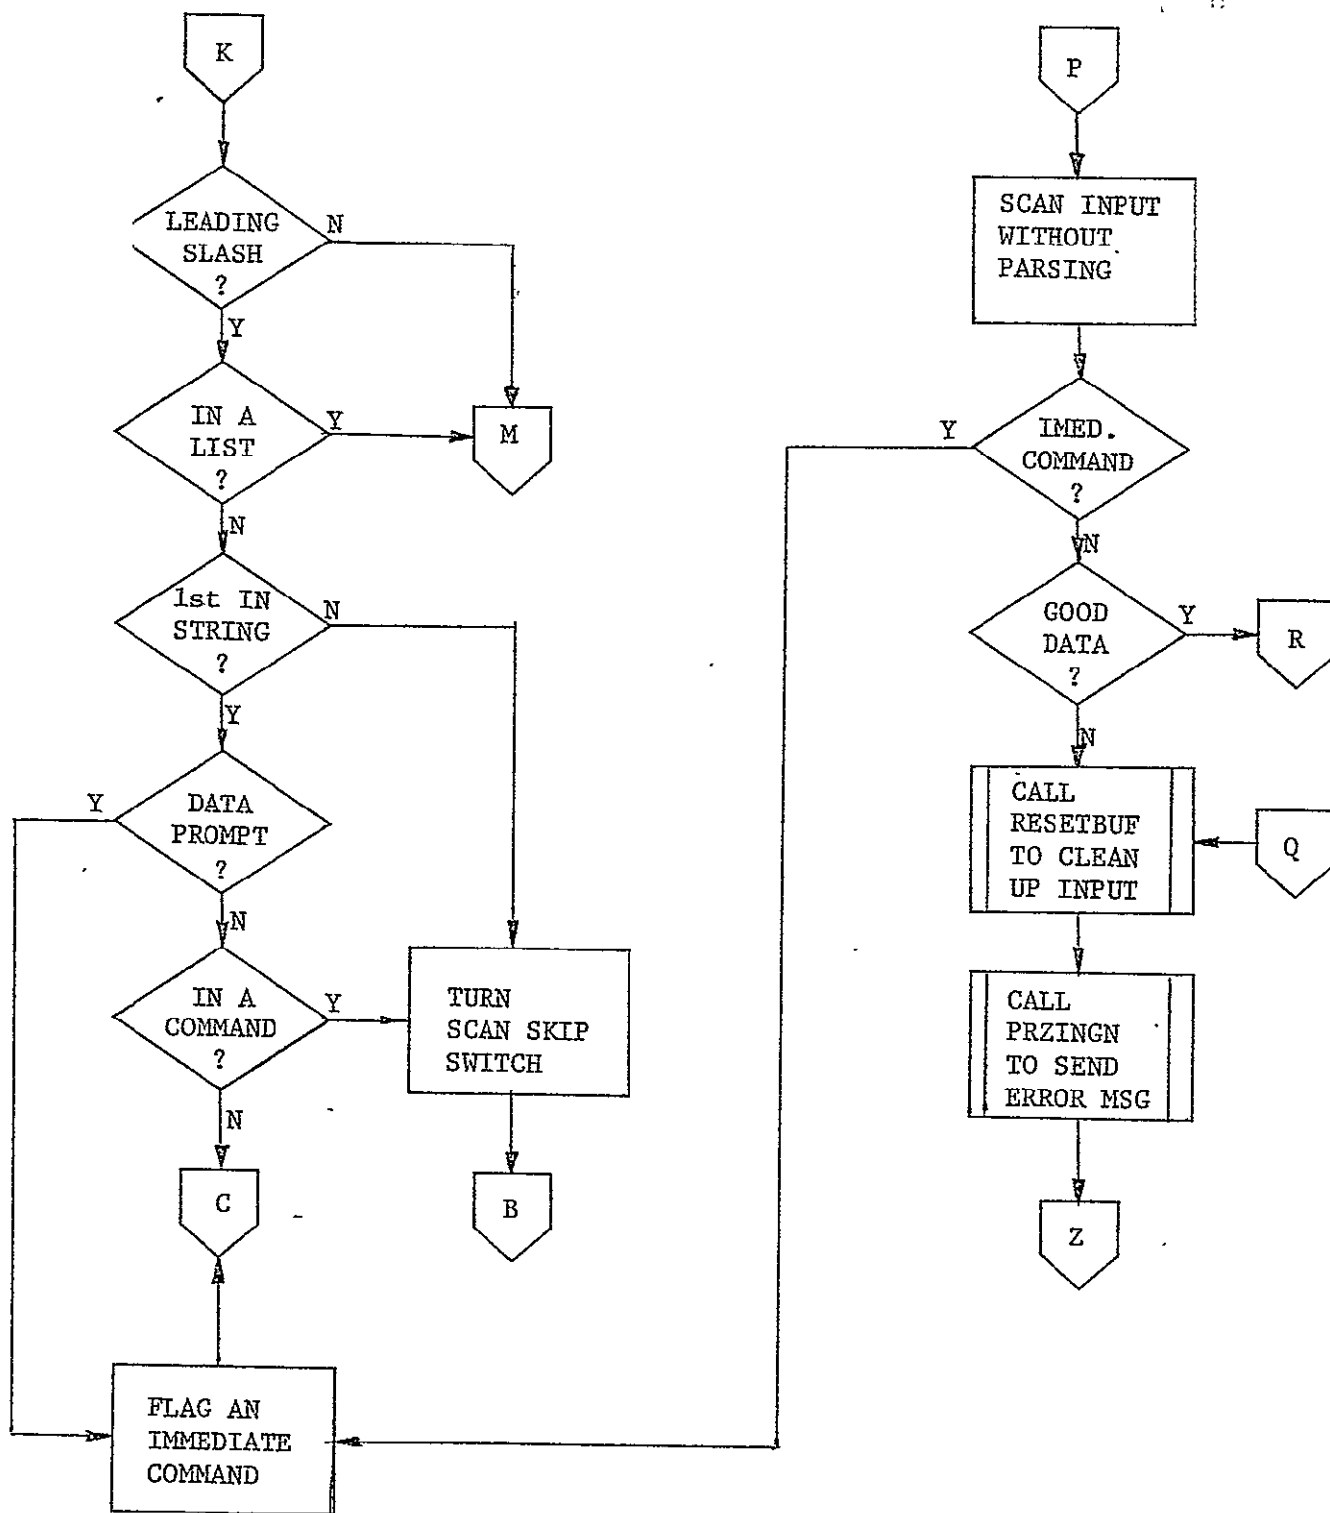 K
LEADING
SLASH
?
N
Y
IN A
LIST
?
Y
M
N
1st IN
STRING
?
N
Y
DATA
PROMPT
?
Y
N
IN A
COMMAND
?
Y
TURN
SCAN SKIP
SWITCH
N
C
B
FLAG AN
IMMEDIATE
COMMAND
P
SCAN INPUT
WITHOUT
PARSING
IMED.
COMMAND
?
Y
N
GOOD
DATA
?
Y
R
N
CALL
RESETBUF
TO CLEAN
UP INPUT
Q
CALL
PRZINGN
TO SEND
ERROR MSG
Z